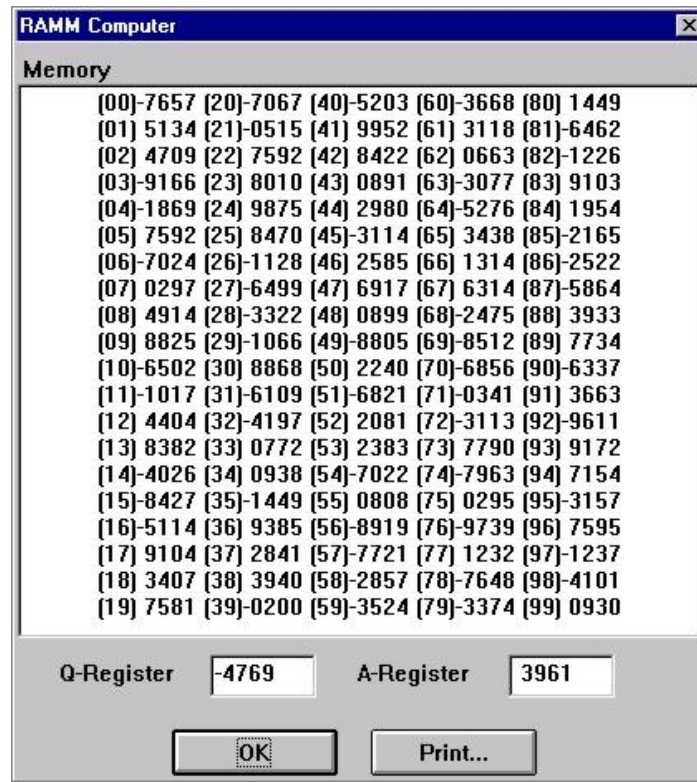 RAMM Computer
Memory
(00)-7657 (20)-7067 (40)-5203 (60)-3668 (80) 1449
(01) 5134 (21)-0515 (41) 9952 (61) 3118 (81)-6462
(02) 4709 (22) 7592 (42) 8422 (62) 0663 (82)-1226
(03)-9166 (23) 8010 (43) 0891 (63)-3077 (83) 9103
(04)-1869 (24) 9875 (44) 2980 (64)-5276 (84) 1954
(05) 7592 (25) 8470 (45)-3114 (65) 3438 (85)-2165
(06)-7024 (26)-1128 (46) 2585 (66) 1314 (86)-2522
(07) 0297 (27)-6499 (47) 6917 (67) 6314 (87)-5864
(08) 4914 (28)-3322 (48) 0899 (68)-2475 (88) 3933
(09) 8825 (29)-1066 (49)-8805 (69)-8512 (89) 7734
(10)-6502 (30) 8868 (50) 2240 (70)-6856 (90)-6337
(11)-1017 (31)-6109 (51)-6821 (71)-0341 (91) 3663
(12) 4404 (32)-4197 (52) 2081 (72)-3113 (92)-9611
(13) 8382 (33) 0772 (53) 2383 (73) 7790 (93) 9172
(14)-4026 (34) 0938 (54)-7022 (74)-7963 (94) 7154
(15)-8427 (35)-1449 (55) 0808 (75) 0295 (95)-3157
(16)-5114 (36) 9385 (56)-8919 (76)-9739 (96) 7595
(17) 9104 (37) 2841 (57)-7721 (77) 1232 (97)-1237
(18) 3407 (38) 3940 (58)-2857 (78)-7648 (98)-4101
(19) 7581 (39)-0200 (59)-3524 (79)-3374 (99) 0930
Q-Register -4769 A-Register 3961
OK Print...